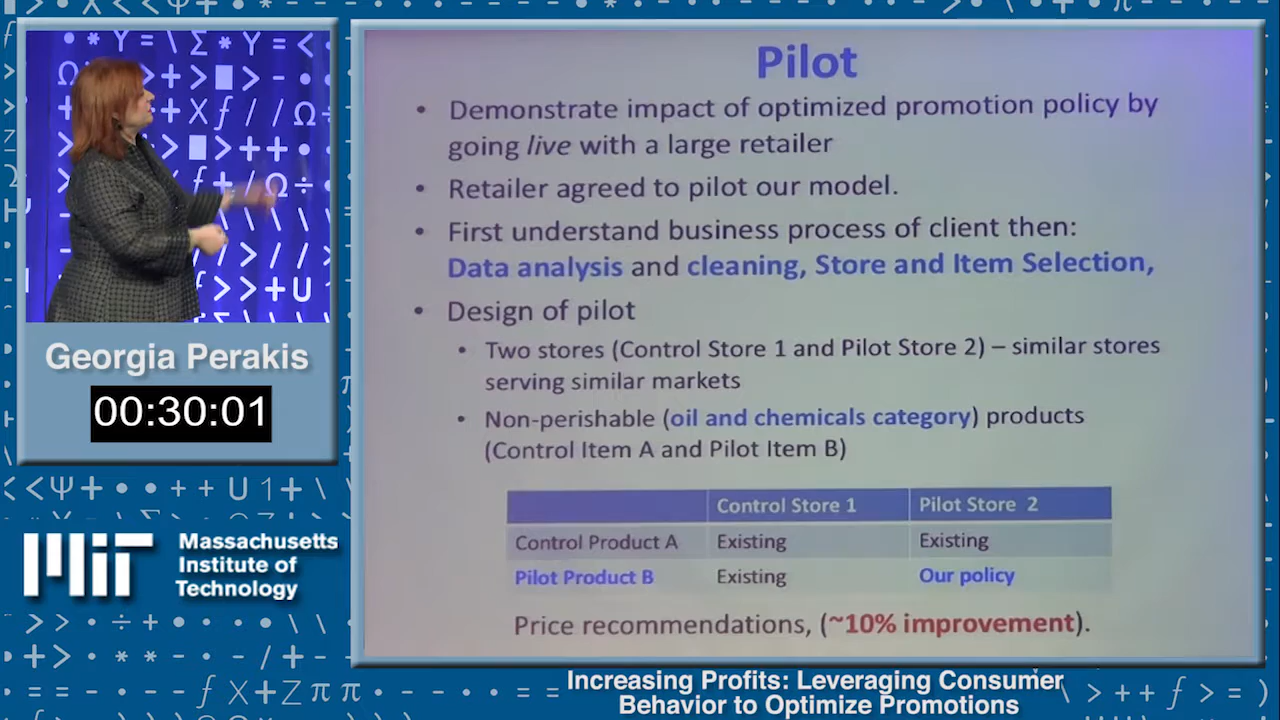 Georgia Perakis
00:30:01
MIT
Massachusetts
Institute of
Technology
Pilot
• Demonstrate impact of optimized promotion policy by
going live with a large retailer
• Retailer agreed to pilot our model.
• First understand business process of client then:
Data analysis and cleaning, Store and Item Selection,
• Design of pilot
• Two stores (Control Store 1 and Pilot Store 2) – similar stores
serving similar markets
• Non-perishable (oil and chemicals category) products
(Control Item A and Pilot Item B)
Control Store 1 Pilot Store 2
Control Product A Existing Existing
Pilot Product B Existing Our policy
Price recommendations, (~10% improvement).
Increasing Profits: Leveraging Consumer
Behavior to Optimize Promotions